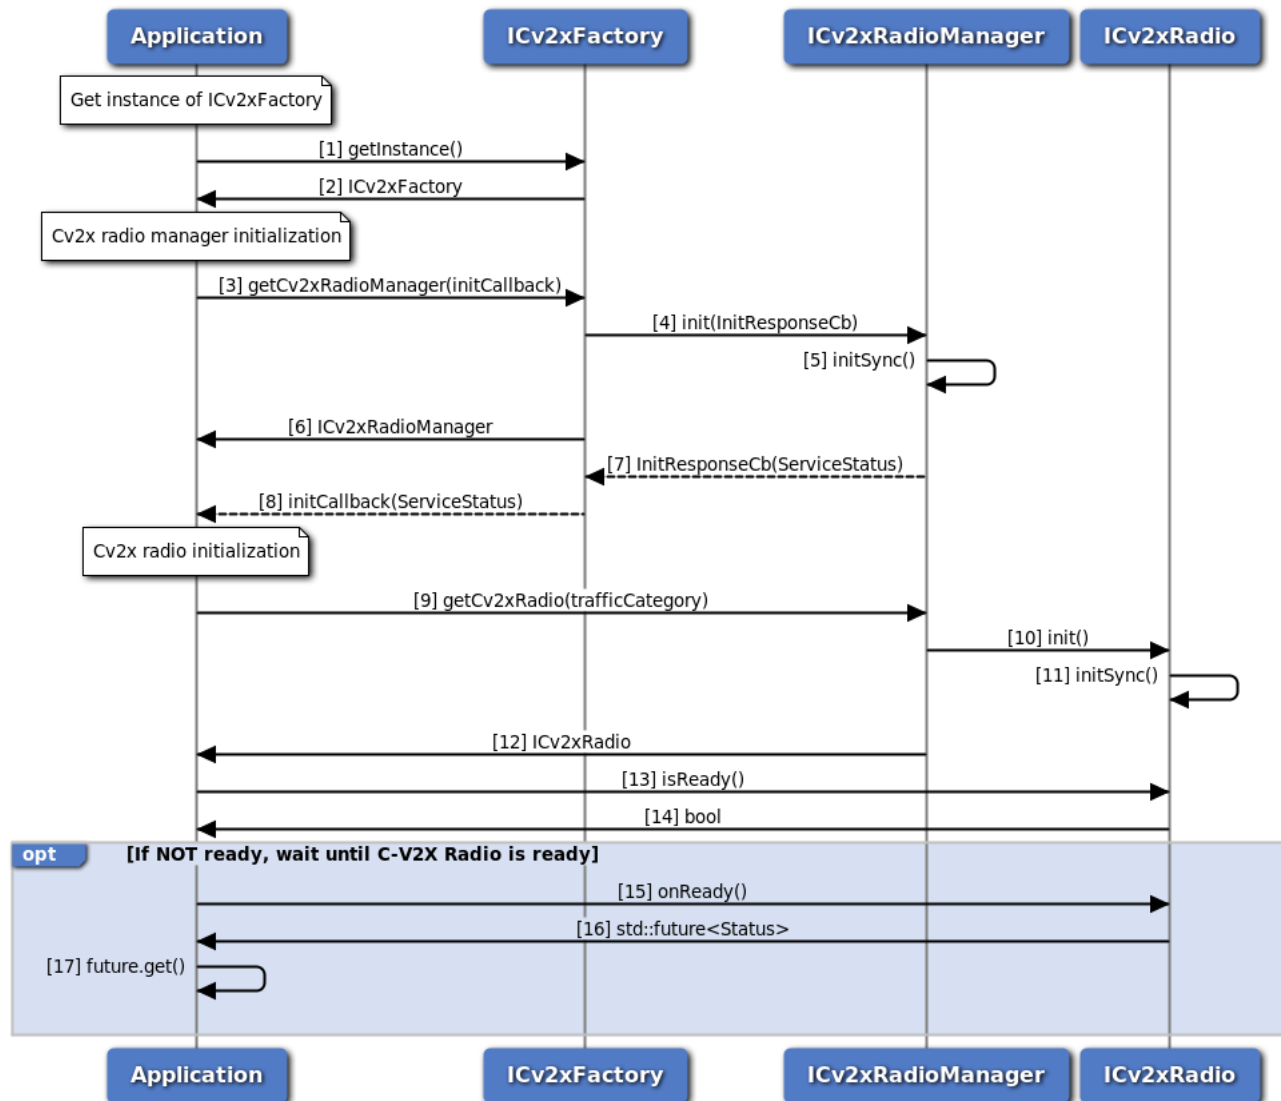 Application
ICv2xFactory
ICv2xRadioManager
ICv2xRadio
Get instance of ICv2xFactory
[1] getInstance()
[2] ICv2xFactory
Cv2x radio manager initialization
[3] getCv2xRadioManager(initCallback)
[4] init(InitResponseCb)
[5] initSync()
[6] ICv2xRadioManager
[7] InitResponseCb(ServiceStatus)
[8] initCallback(ServiceStatus)
Cv2x radio initialization
[9] getCv2xRadio(trafficCategory)
[10] init()
[11] initSync()
[12] ICv2xRadio
[13] isReady()
[14] bool
opt
[If NOT ready, wait until C-V2X Radio is ready]
[15] onReady()
[16] std::future<Status>
[17] future.get()
Application
ICv2xFactory
ICv2xRadioManager
ICv2xRadio